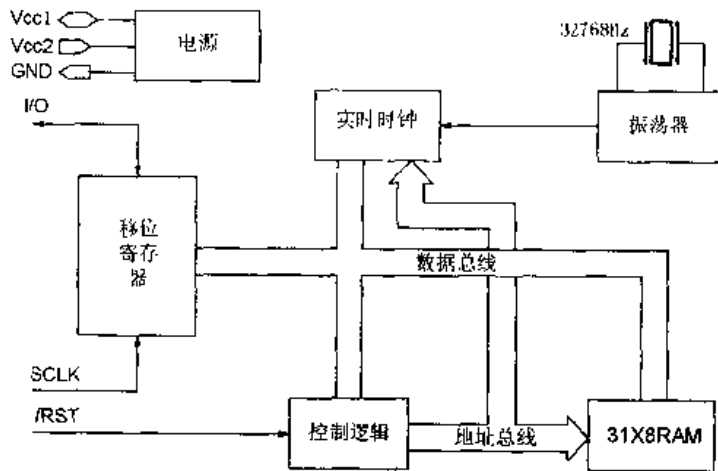 Vcc1
Vcc2
GND
电源
32768Hz
I/O
实时时钟
振荡器
移位
寄存
器
数据总线
SCLK
/RST
控制逻辑
地址总线
31X8RAM